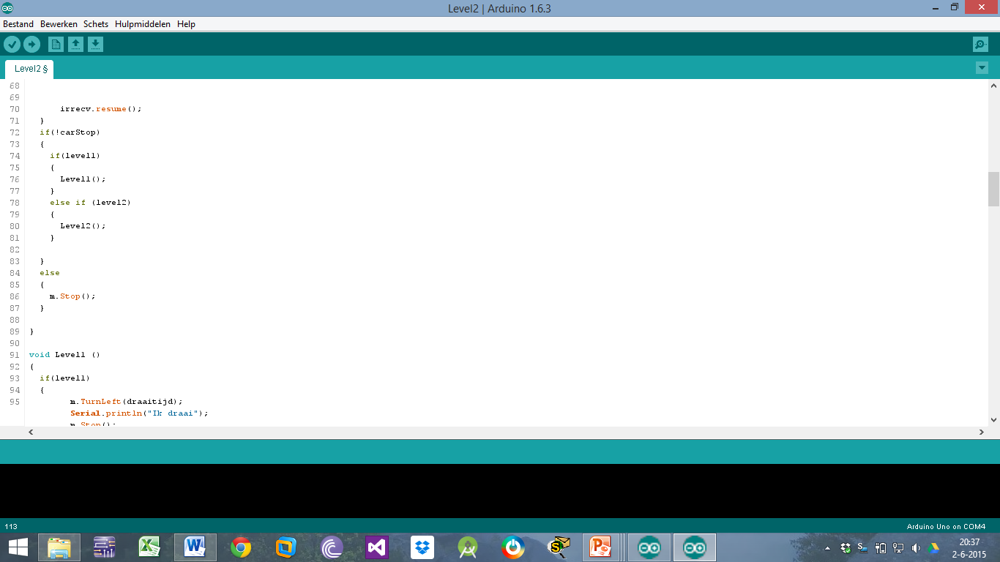 Level2 | Arduino 1.6.3
Bestand Bewerken Schets Hulpmiddelen Help
Level2 §
68
69
70 irrecv.resume();
71 }
72 if(!carStop)
73 {
74 if(level1)
75 {
76 Level1();
77 }
78 else if (level2)
79 {
80 Level2();
81 }
82
83 }
84 else
85 {
86 m.Stop();
87 }
88
89 }
90
91 void Level1 ()
92 {
93 if(level1)
94 {
95 m.TurnLeft(draaitijd);
Serial.println("Ik draai");
m.Stop();
113 Arduino Uno on COM4
20:37
2-6-2015